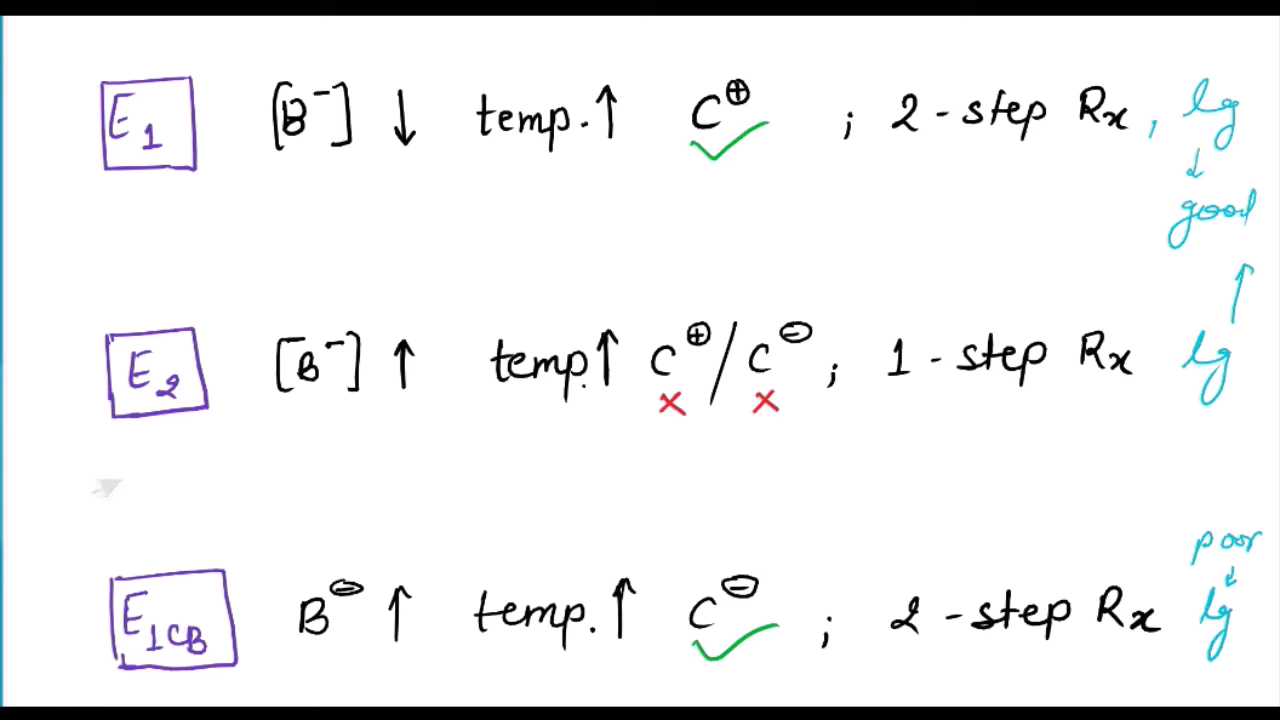 E₁ [B⁻] ↓ temp. ↑ C⊕ ; 2-step Rx, lg
↓
good
↑
E₂ [B⁻] ↑ temp. ↑ C⊕/C⊖ ; 1-step Rx lg
× ×
poor
↓
E₁CB B⊖ ↑ temp. ↑ C⊖ ; 2-step Rx lg